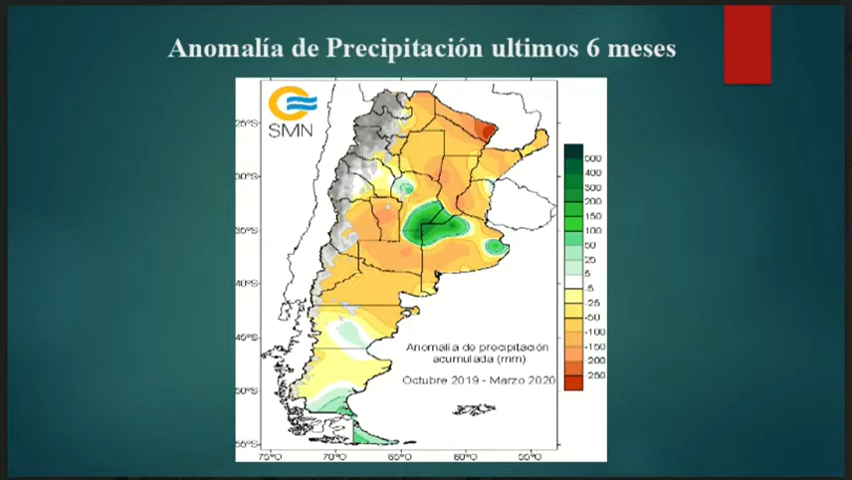 Anomalía de Precipitación ultimos 6 meses
SMN
25°S
30°S
35°S
40°S
45°S
50°S
55°S
75°O
70°O
65°O
60°O
55°O
500
400
300
200
150
100
50
25
5
-5
-25
-50
-100
-150
200
250
Anomalia de precipitación
acumulada (mm)
Octubre 2019 - Marzo 2020